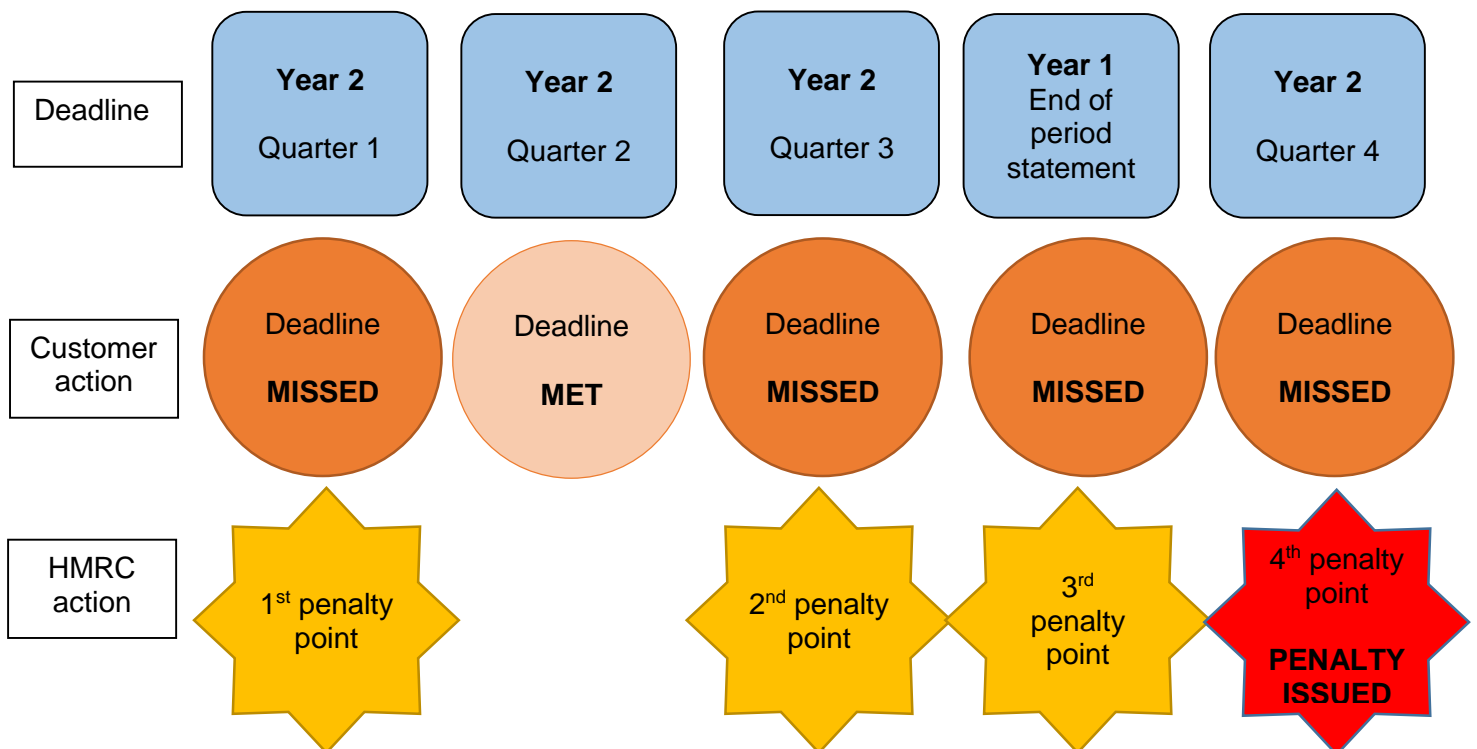 Deadline
Year 2
Quarter 1
Year 2
Quarter 2
Year 2
Quarter 3
Year 1
End of
period
statement
Year 2
Quarter 4
Customer
action
Deadline
MISSED
Deadline
MET
Deadline
MISSED
Deadline
MISSED
Deadline
MISSED
HMRC
action
1st penalty
point
2nd penalty
point
3rd
penalty
point
4th penalty
point
PENALTY
ISSUED